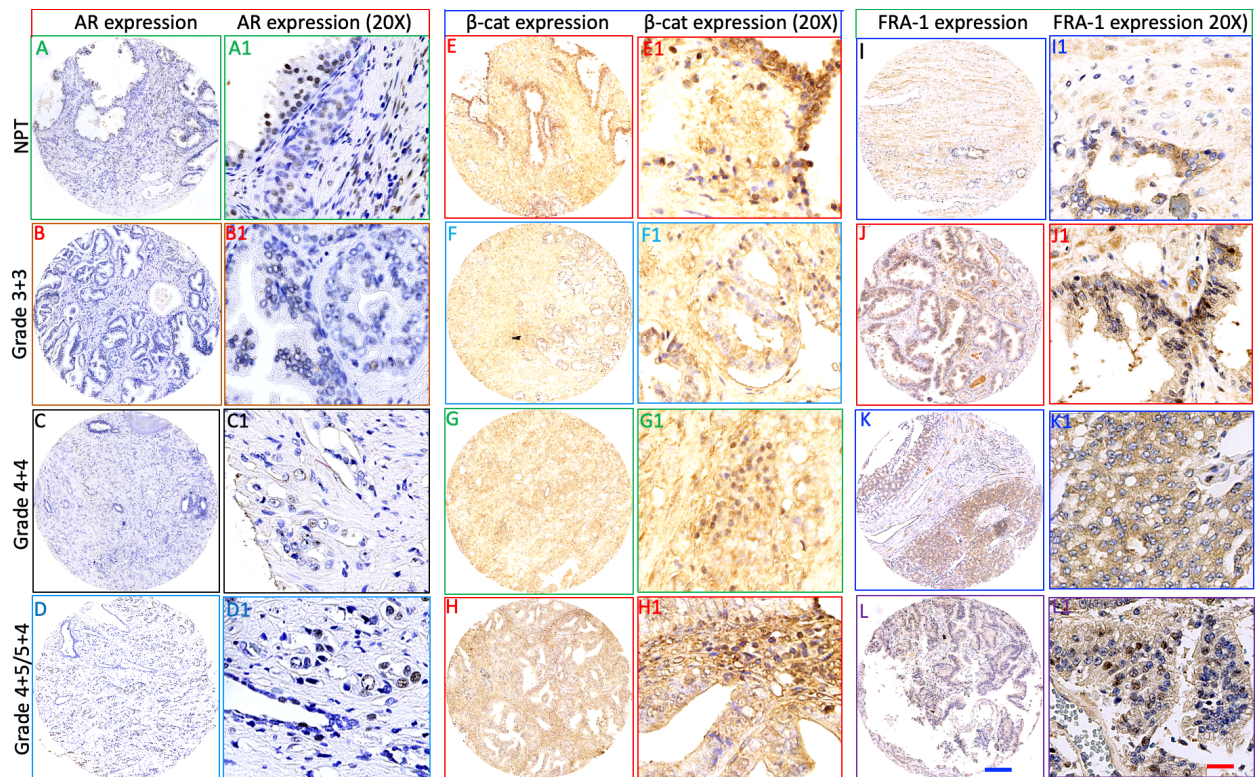 AR expression AR expression (20X) β-cat expression β-cat expression (20X) FRA-1 expression FRA-1 expression 20X)
NPT
A A1 E E1 I I1
Grade 3+3
B B1 F F1 J J1
Grade 4+4
C C1 G G1 K K1
Grade 4+5/5+4
D D1 H H1 L L1